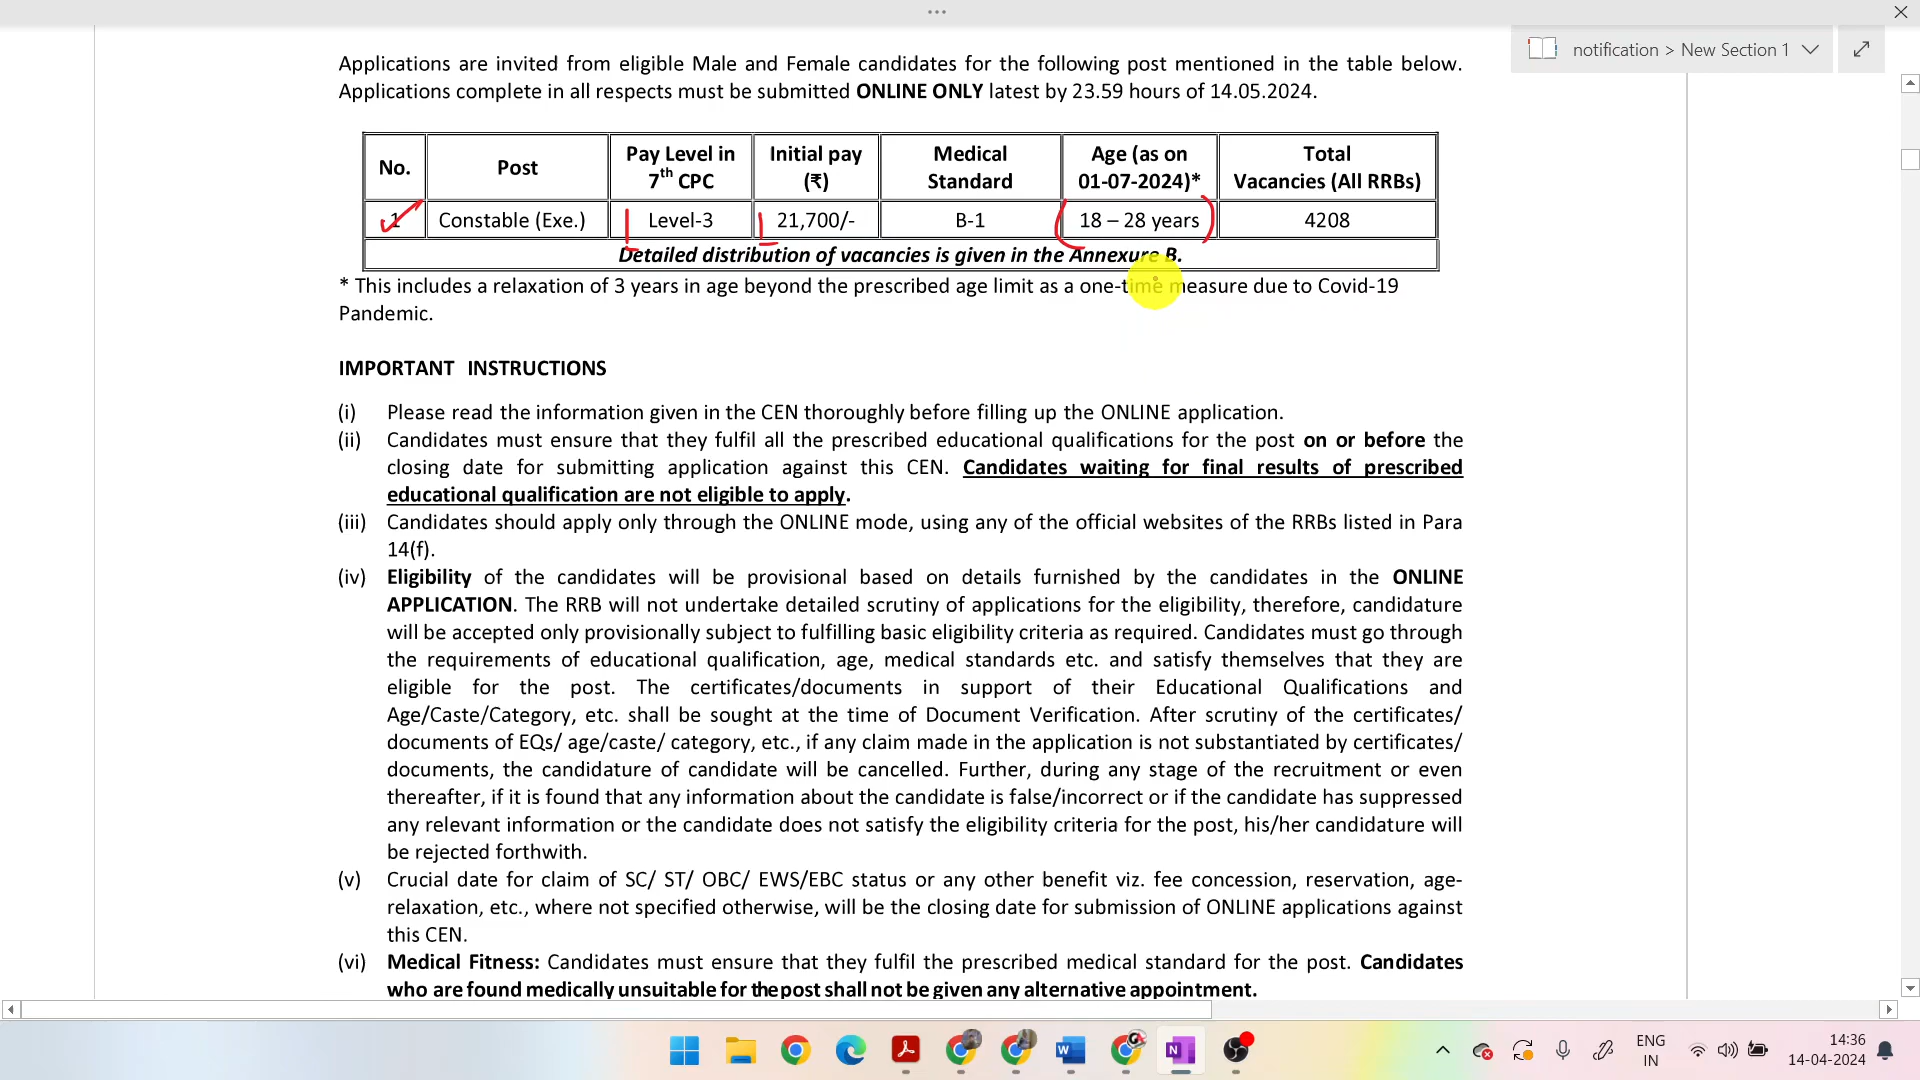 notification > New Section 1
Applications are invited from eligible Male and Female candidates for the following post mentioned in the table below.
Applications complete in all respects must be submitted ONLINE ONLY latest by 23.59 hours of 14.05.2024.
No. Post Pay Level in 7th CPC Initial pay (₹) Medical Standard Age (as on 01-07-2024)* Total Vacancies (All RRBs)
1 Constable (Exe.) Level-3 21,700/- B-1 18 – 28 years 4208
Detailed distribution of vacancies is given in the Annexure B.
* This includes a relaxation of 3 years in age beyond the prescribed age limit as a one-time measure due to Covid-19
Pandemic.
IMPORTANT INSTRUCTIONS
(i) Please read the information given in the CEN thoroughly before filling up the ONLINE application.
(ii) Candidates must ensure that they fulfil all the prescribed educational qualifications for the post on or before the
closing date for submitting application against this CEN. Candidates waiting for final results of prescribed
educational qualification are not eligible to apply.
(iii) Candidates should apply only through the ONLINE mode, using any of the official websites of the RRBs listed in Para
14(f).
(iv) Eligibility of the candidates will be provisional based on details furnished by the candidates in the ONLINE
APPLICATION. The RRB will not undertake detailed scrutiny of applications for the eligibility, therefore, candidature
will be accepted only provisionally subject to fulfilling basic eligibility criteria as required. Candidates must go through
the requirements of educational qualification, age, medical standards etc. and satisfy themselves that they are
eligible for the post. The certificates/documents in support of their Educational Qualifications and
Age/Caste/Category, etc. shall be sought at the time of Document Verification. After scrutiny of the certificates/
documents of EQs/ age/caste/ category, etc., if any claim made in the application is not substantiated by certificates/
documents, the candidature of candidate will be cancelled. Further, during any stage of the recruitment or even
thereafter, if it is found that any information about the candidate is false/incorrect or if the candidate has suppressed
any relevant information or the candidate does not satisfy the eligibility criteria for the post, his/her candidature will
be rejected forthwith.
(v) Crucial date for claim of SC/ ST/ OBC/ EWS/EBC status or any other benefit viz. fee concession, reservation, age-
relaxation, etc., where not specified otherwise, will be the closing date for submission of ONLINE applications against
this CEN.
(vi) Medical Fitness: Candidates must ensure that they fulfil the prescribed medical standard for the post. Candidates
who are found medically unsuitable for the post shall not be given any alternative appointment.
ENG
IN
14:36
14-04-2024